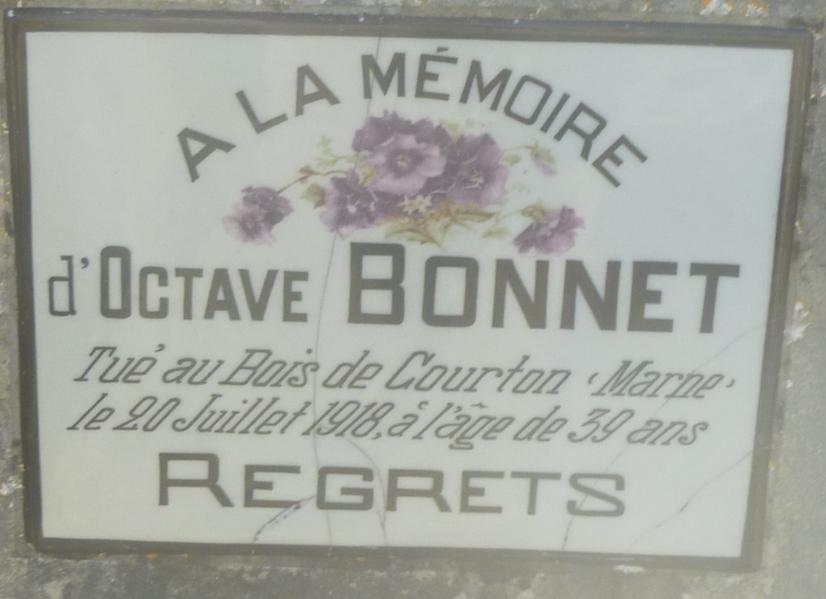 A LA MÉMOIRE
d'OCTAVE BONNET
Tué au Bois de Courton (Marne)
le 20 Juillet 1918, à l'âge de 39 ans
REGRETS